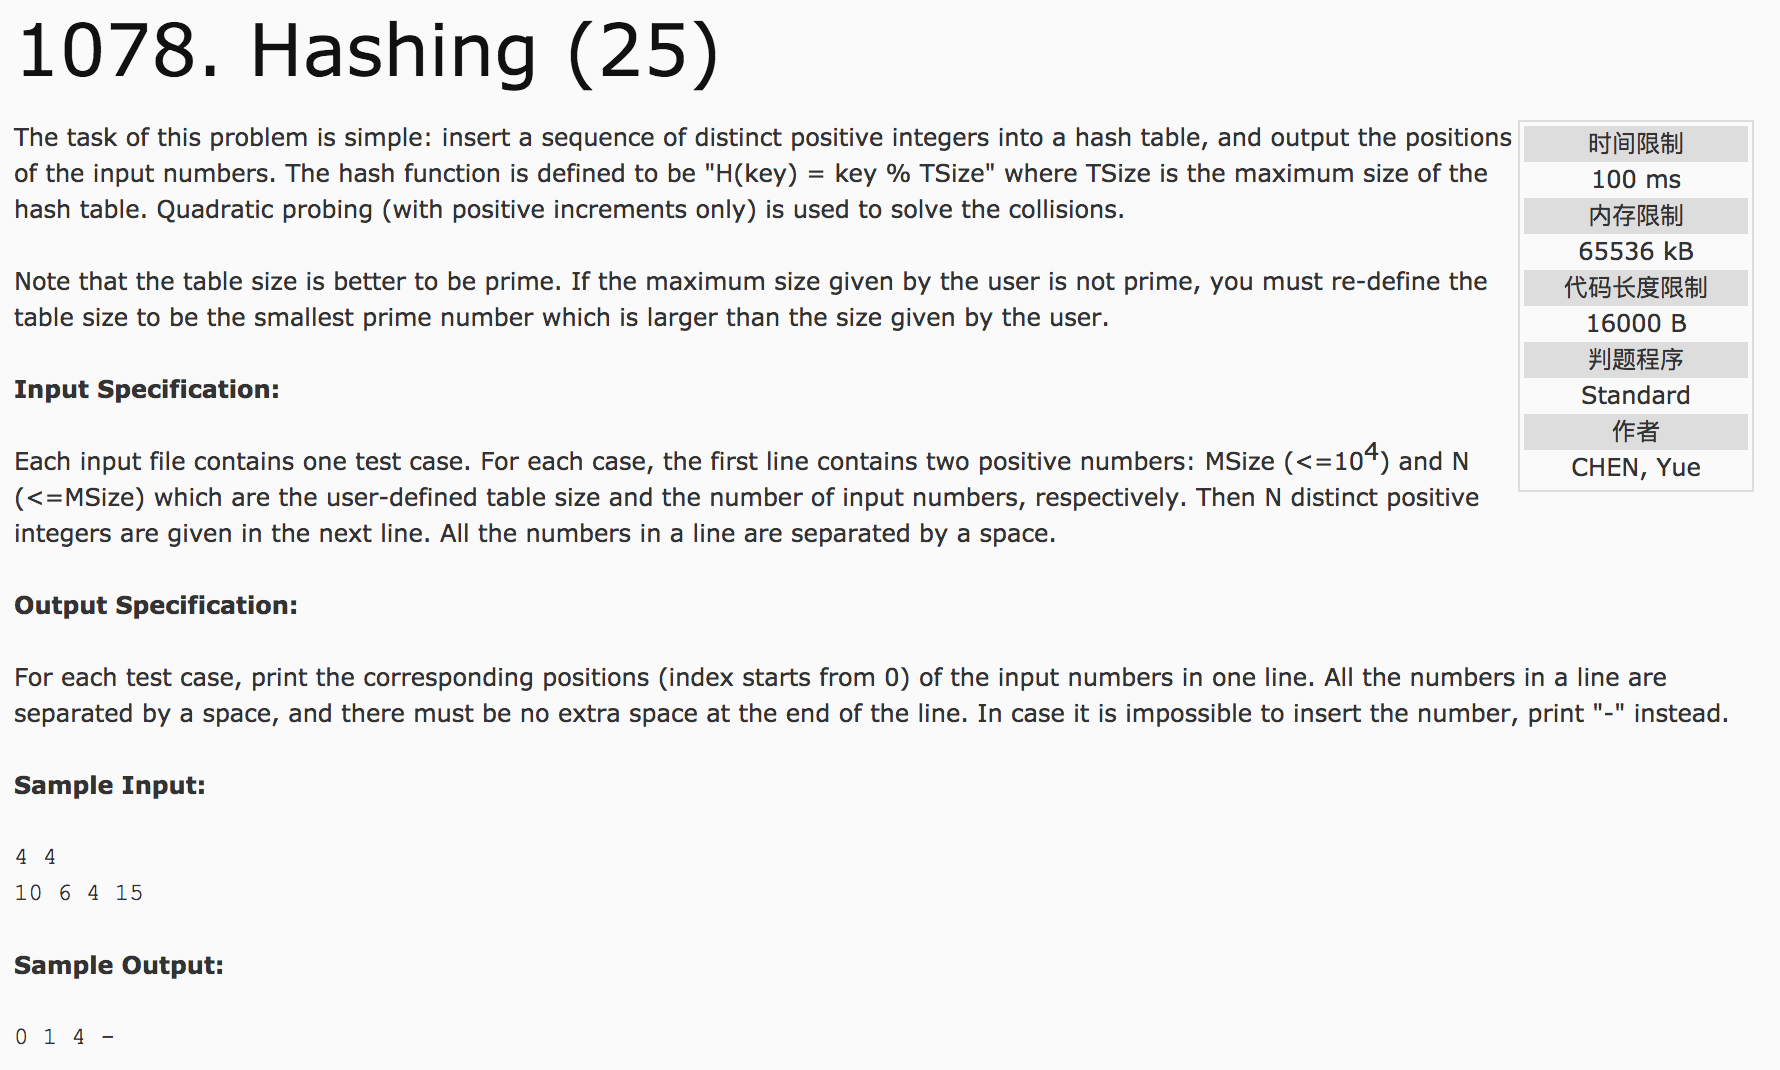 1078. Hashing (25)
The task of this problem is simple: insert a sequence of distinct positive integers into a hash table, and output the positions
of the input numbers. The hash function is defined to be "H(key) = key % TSize" where TSize is the maximum size of the
hash table. Quadratic probing (with positive increments only) is used to solve the collisions.
Note that the table size is better to be prime. If the maximum size given by the user is not prime, you must re-define the
table size to be the smallest prime number which is larger than the size given by the user.
Input Specification:
Each input file contains one test case. For each case, the first line contains two positive numbers: MSize (<=10⁴) and N
(<=MSize) which are the user-defined table size and the number of input numbers, respectively. Then N distinct positive
integers are given in the next line. All the numbers in a line are separated by a space.
Output Specification:
For each test case, print the corresponding positions (index starts from 0) of the input numbers in one line. All the numbers in a line are
separated by a space, and there must be no extra space at the end of the line. In case it is impossible to insert the number, print "-" instead.
Sample Input:
4 4
10 6 4 15
Sample Output:
0 1 4 -
时间限制
100 ms
内存限制
65536 kB
代码长度限制
16000 B
判题程序
Standard
作者
CHEN, Yue